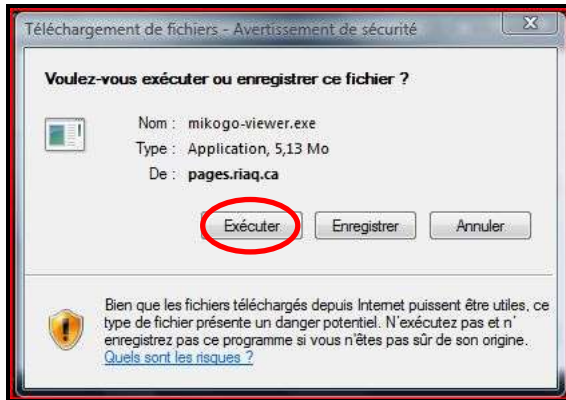 Téléchargement de fichiers - Avertissement de sécurité
Voulez-vous exécuter ou enregistrer ce fichier ?
Nom : mikogo-viewer.exe
Type : Application, 5,13 Mo
De : pages.riaq.ca
Exécuter Enregistrer Annuler
Bien que les fichiers téléchargés depuis Internet puissent être utiles, ce
type de fichier présente un danger potentiel. N'exécutez pas et n'
enregistrez pas ce programme si vous n'êtes pas sûr de son origine.
Quels sont les risques ?